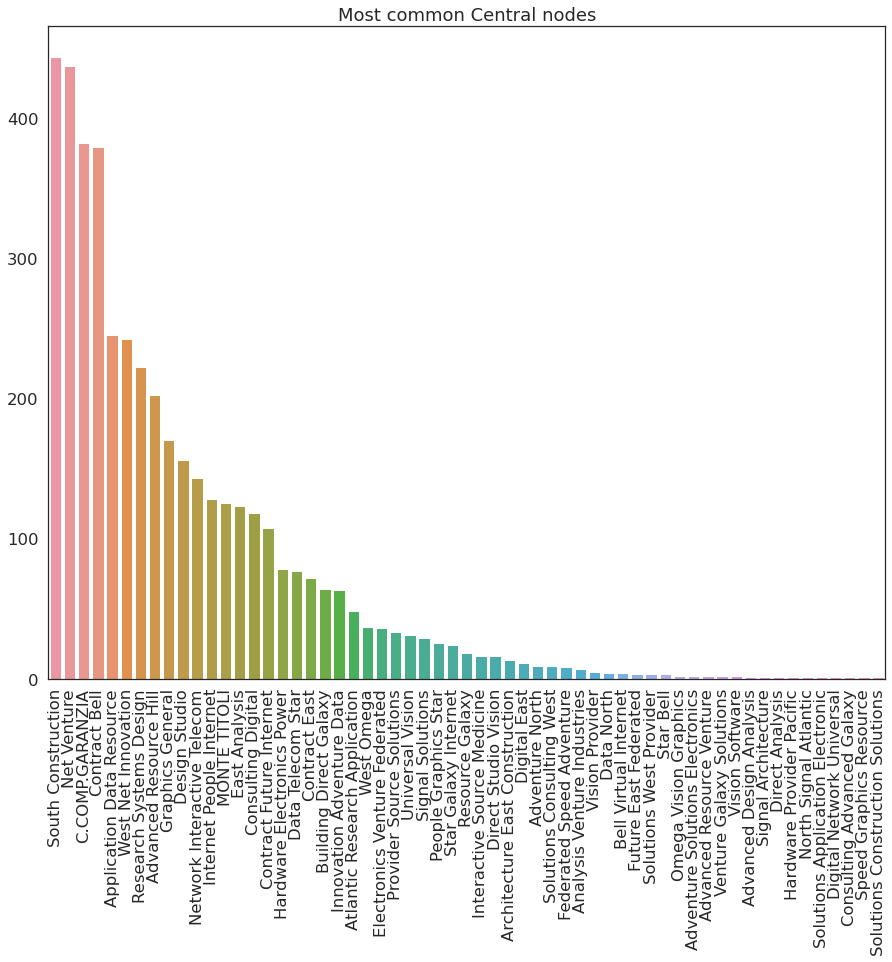 Most common Central nodes
400
300
200
100
0
South Construction
Net Venture
C.COMP.GARANZIA
Contract Bell
Application Data Resource
West Net Innovation
Research Systems Design
Advanced Resource Hill
Graphics General
Design Studio
Network Interactive Telecom
Internet People Internet
MONTE TITOLI
East Analysis
Consulting Digital
Contract Future Internet
Hardware Electronics Power
Data Telecom Star
Contract East
Building Direct Galaxy
Innovation Adventure Data
Atlantic Research Application
West Omega
Electronics Venture Federated
Provider Source Solutions
Universal Vision
Signal Solutions
People Graphics Star
Star Galaxy Internet
Resource Galaxy
Interactive Source Medicine
Direct Studio Vision
Architecture East Construction
Digital East
Adventure North
Solutions Consulting West
Federated Speed Adventure
Analysis Venture Industries
Vision Provider
Data North
Bell Virtual Internet
Future East Federated
Solutions West Provider
Star Bell
Omega Vision Graphics
Adventure Solutions Electronics
Advanced Resource Venture
Venture Galaxy Solutions
Vision Software
Advanced Design Analysis
Signal Architecture
Direct Analysis
Hardware Provider Pacific
North Signal Atlantic
Solutions Application Electronic
Digital Network Universal
Consulting Advanced Galaxy
Speed Graphics Resource
Solutions Construction Solutions